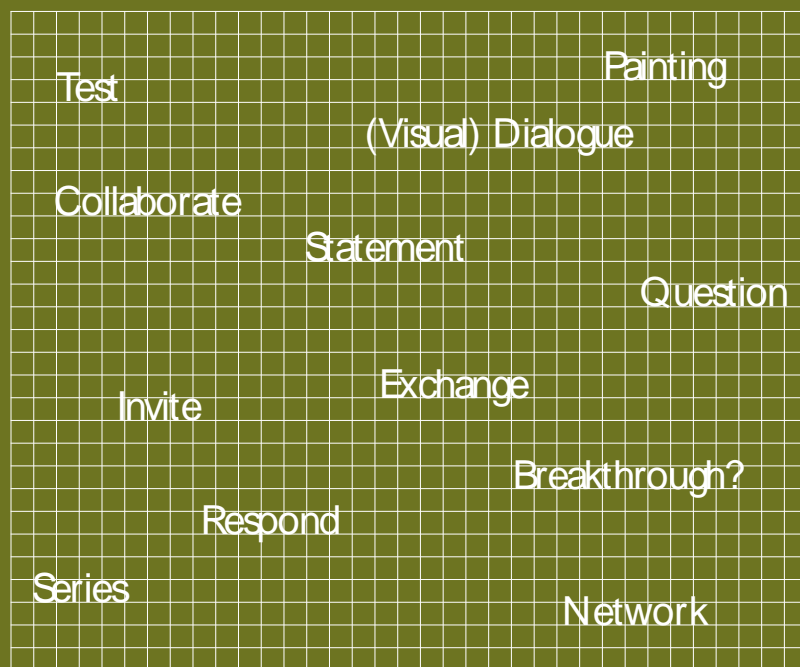 Painting
Test
(Visual) Dialogue
Collaborate
Statement
Question
Exchange
Invite
Breakthrough?
Respond
Series
Network